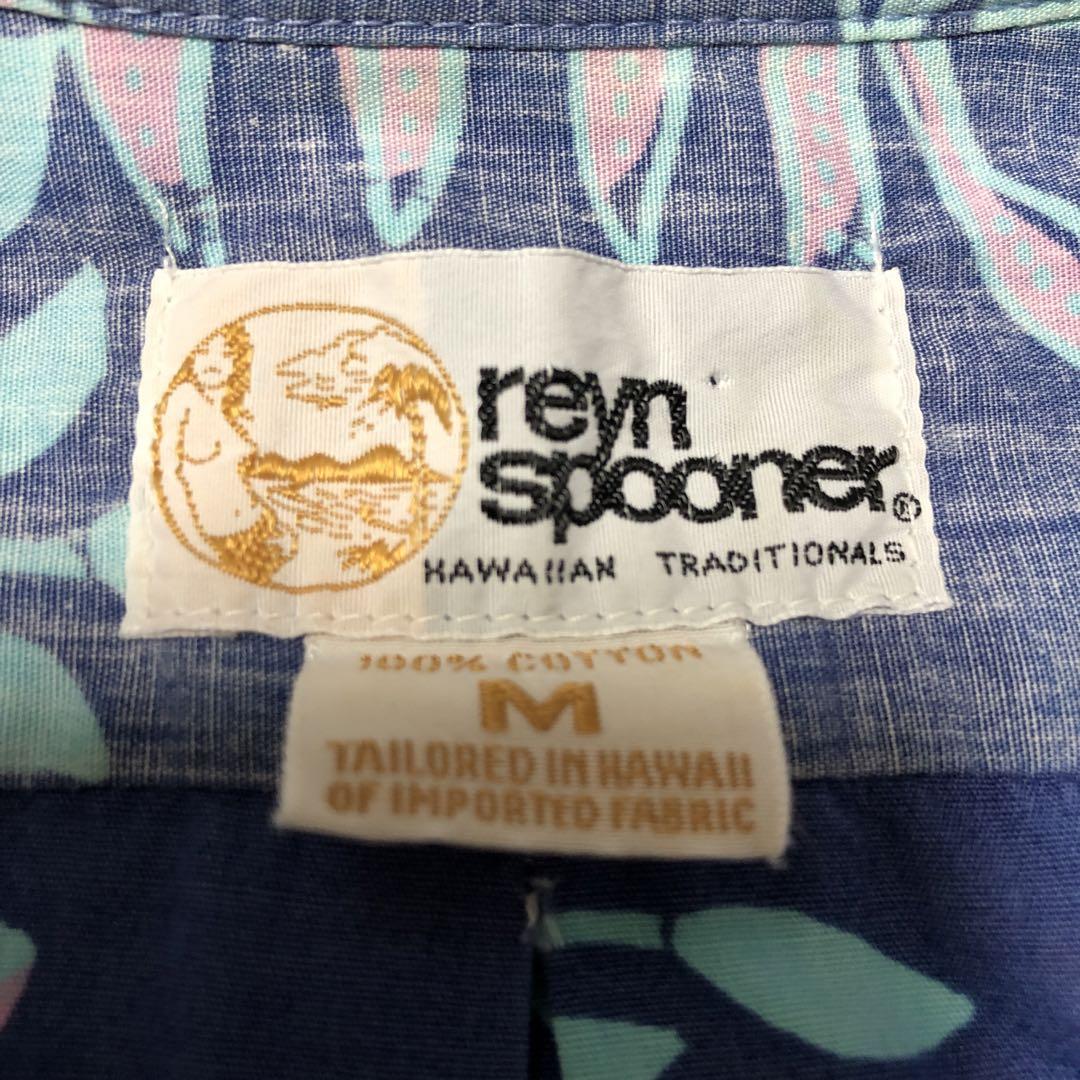 reyn
spooner®
HAWAIIAN TRADITIONALS
100% COTTON
M
TAILORED IN HAWAII
OF IMPORTED FABRIC